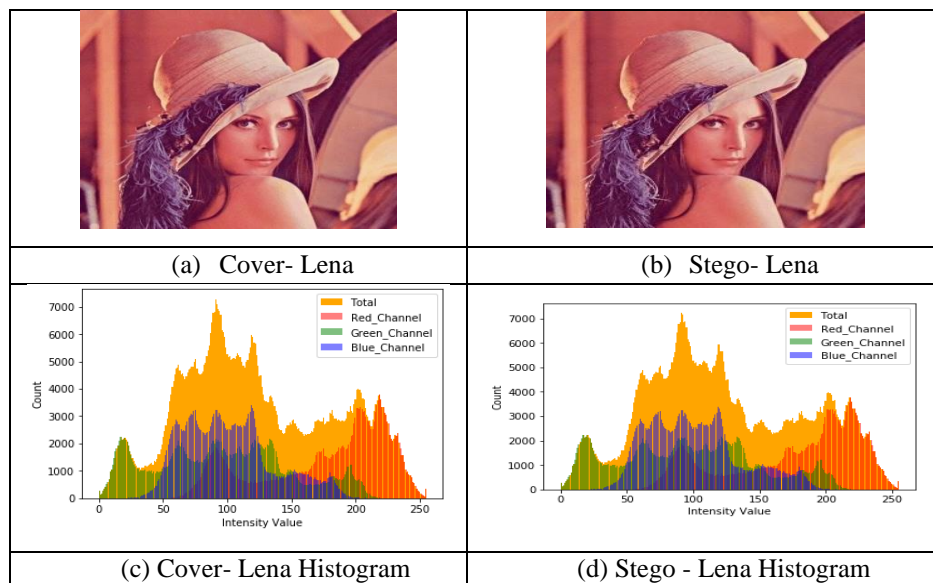 (a) Cover- Lena
(b) Stego- Lena
7000
6000
5000
4000
3000
2000
1000
0
Count
0 50 100 150 200 250
Intensity Value
Total
Red_Channel
Green_Channel
Blue_Channel
7000
6000
5000
4000
3000
2000
1000
0
Count
0 50 100 150 200 250
Intensity Value
Total
Red_Channel
Green_Channel
Blue_Channel
(c) Cover- Lena Histogram
(d) Stego - Lena Histogram